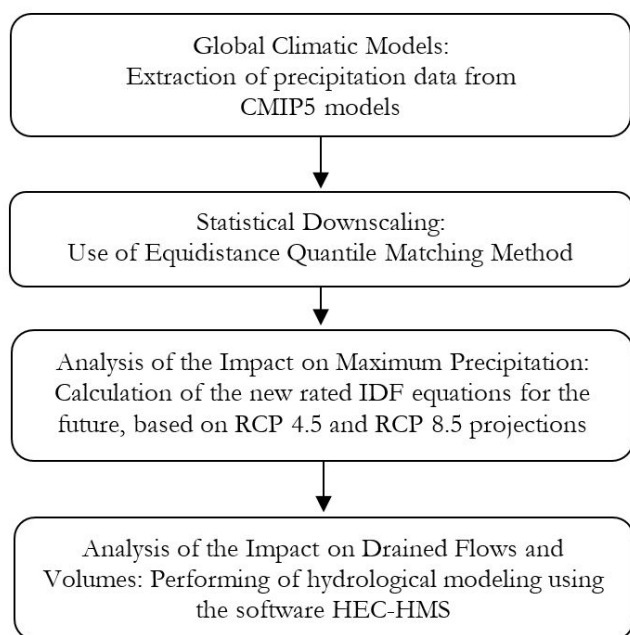 Global Climatic Models:
Extraction of precipitation data from
CMIP5 models
Statistical Downscaling:
Use of Equidistance Quantile Matching Method
Analysis of the Impact on Maximum Precipitation:
Calculation of the new rated IDF equations for the
future, based on RCP 4.5 and RCP 8.5 projections
Analysis of the Impact on Drained Flows and
Volumes: Performing of hydrological modeling using
the software HEC-HMS